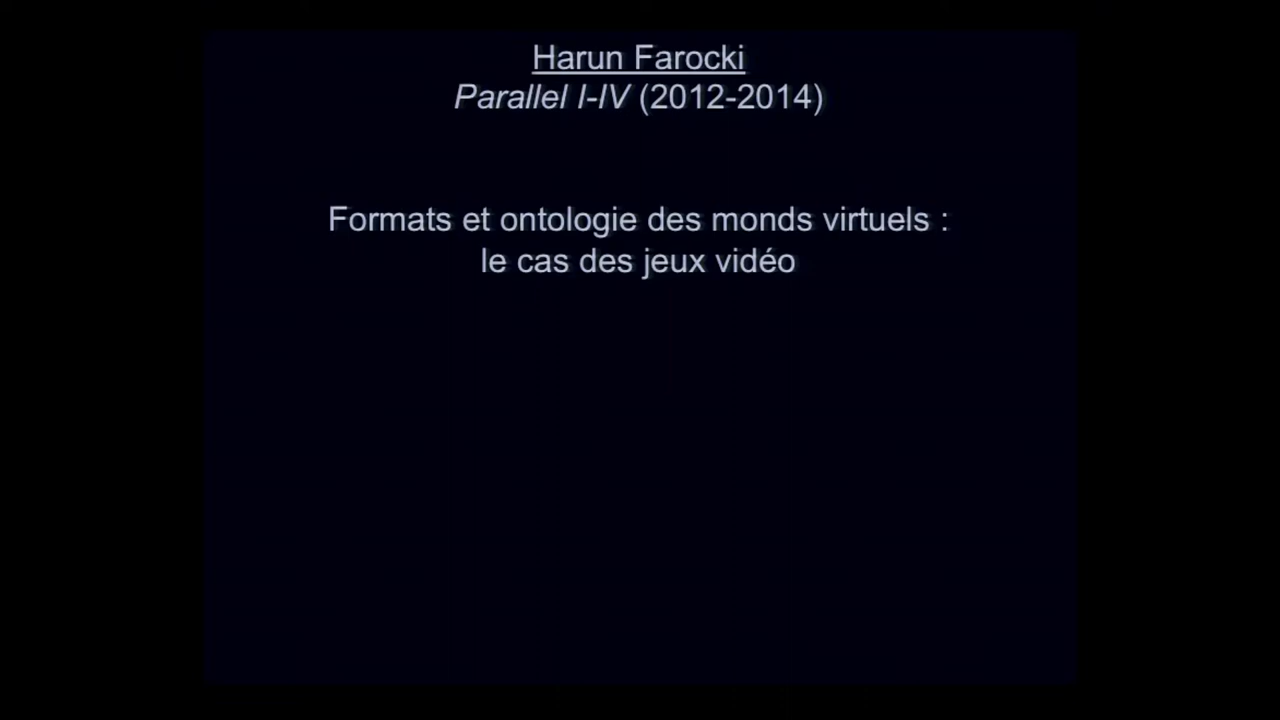 Harun Farocki
Parallel I-IV (2012-2014)
Formats et ontologie des monds virtuels :
le cas des jeux vidéo